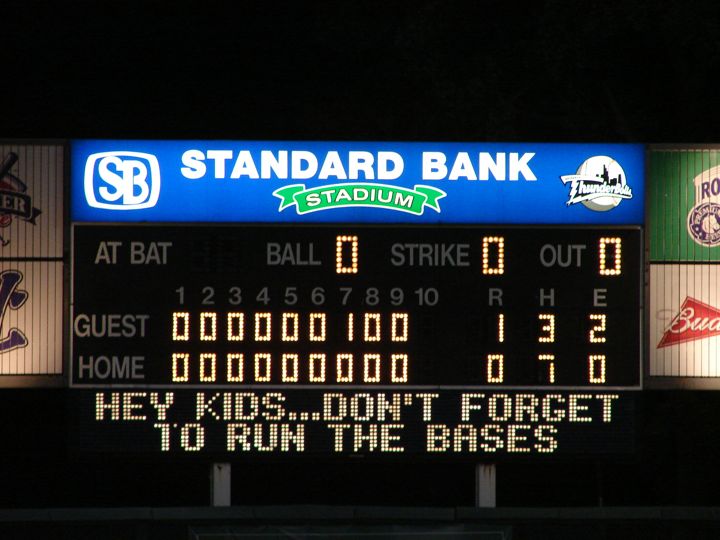 SB STANDARD BANK
STADIUM
ThunderBolts
AT BAT BALL 0 STRIKE 0 OUT 0
1 2 3 4 5 6 7 8 9 10 R H E
GUEST 0 0 0 0 0 0 1 0 0 1 3 2
HOME 0 0 0 0 0 0 0 0 0 0 7 0
HEY KIDS...DON'T FORGET
TO RUN THE BASES